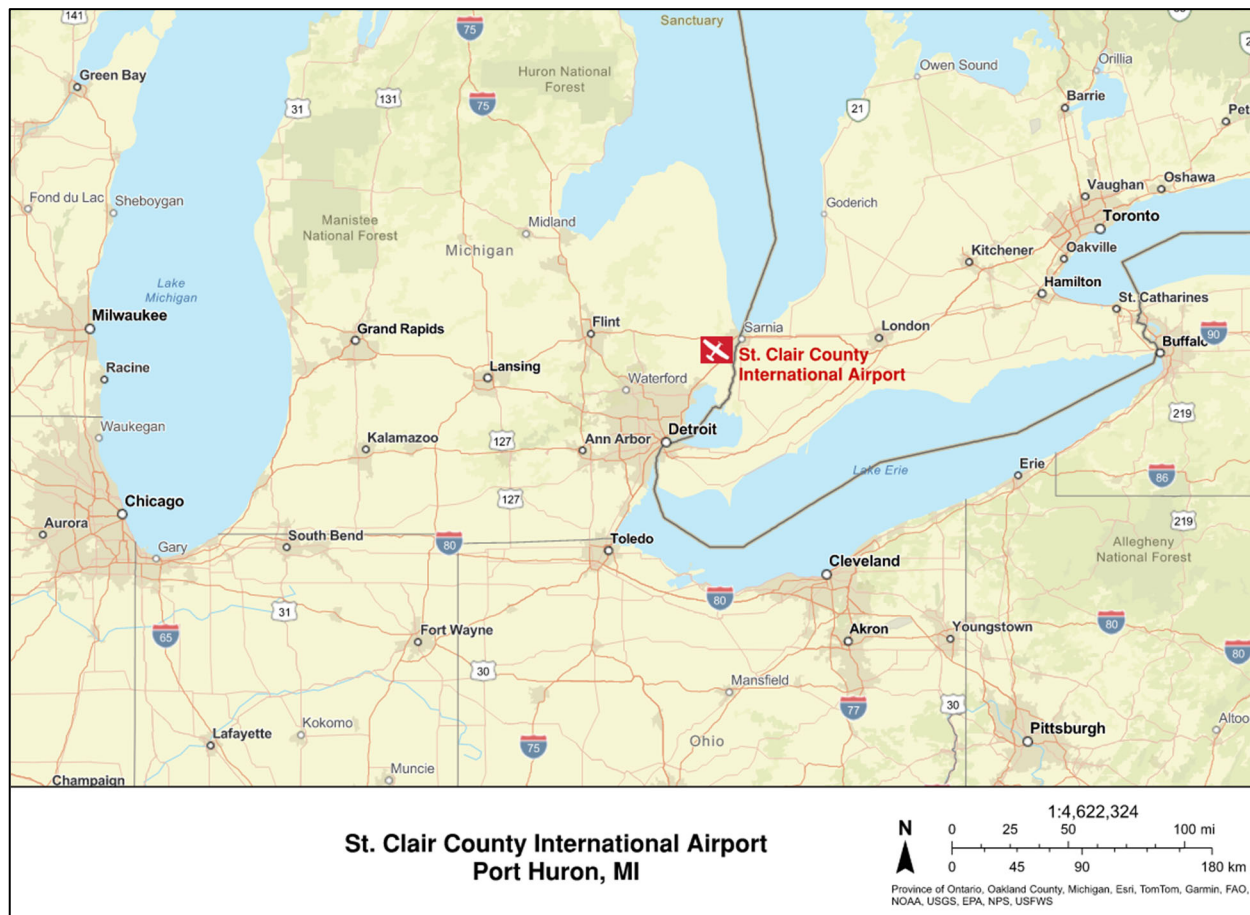 141
75
Sanctuary
Orillia
Owen Sound
Green Bay
Huron National
Forest
31
131
75
21
Barrie
Vaughan
Oshawa
Fond du Lac
Sheboygan
Manistee
National Forest
Midland
Goderich
Toronto
Michigan
Kitchener
Oakville
Lake
Michigan
Hamilton
St. Catharines
Milwaukee
Grand Rapids
Flint
Sarnia
London
90
Buffalo
St. Clair County
International Airport
Racine
Lansing
Waterford
Waukegan
Kalamazoo
127
Ann Arbor
Detroit
219
Lake Erie
Erie
86
127
Chicago
Aurora
South Bend
80
Toledo
219
Allegheny
National Forest
Gary
Cleveland
80
31
65
Fort Wayne
Akron
Youngstown
80
80
30
Mansfield
77
30
Kokomo
Lafayette
75
Ohio
Pittsburgh
Muncie
Champaign
St. Clair County International Airport
Port Huron, MI
N
1:4,622,324
0 25 50 100 mi
0 45 90 180 km
Province of Ontario, Oakland County, Michigan, Esri, TomTom, Garmin, FAO,
NOAA, USGS, EPA, NPS, USFWS